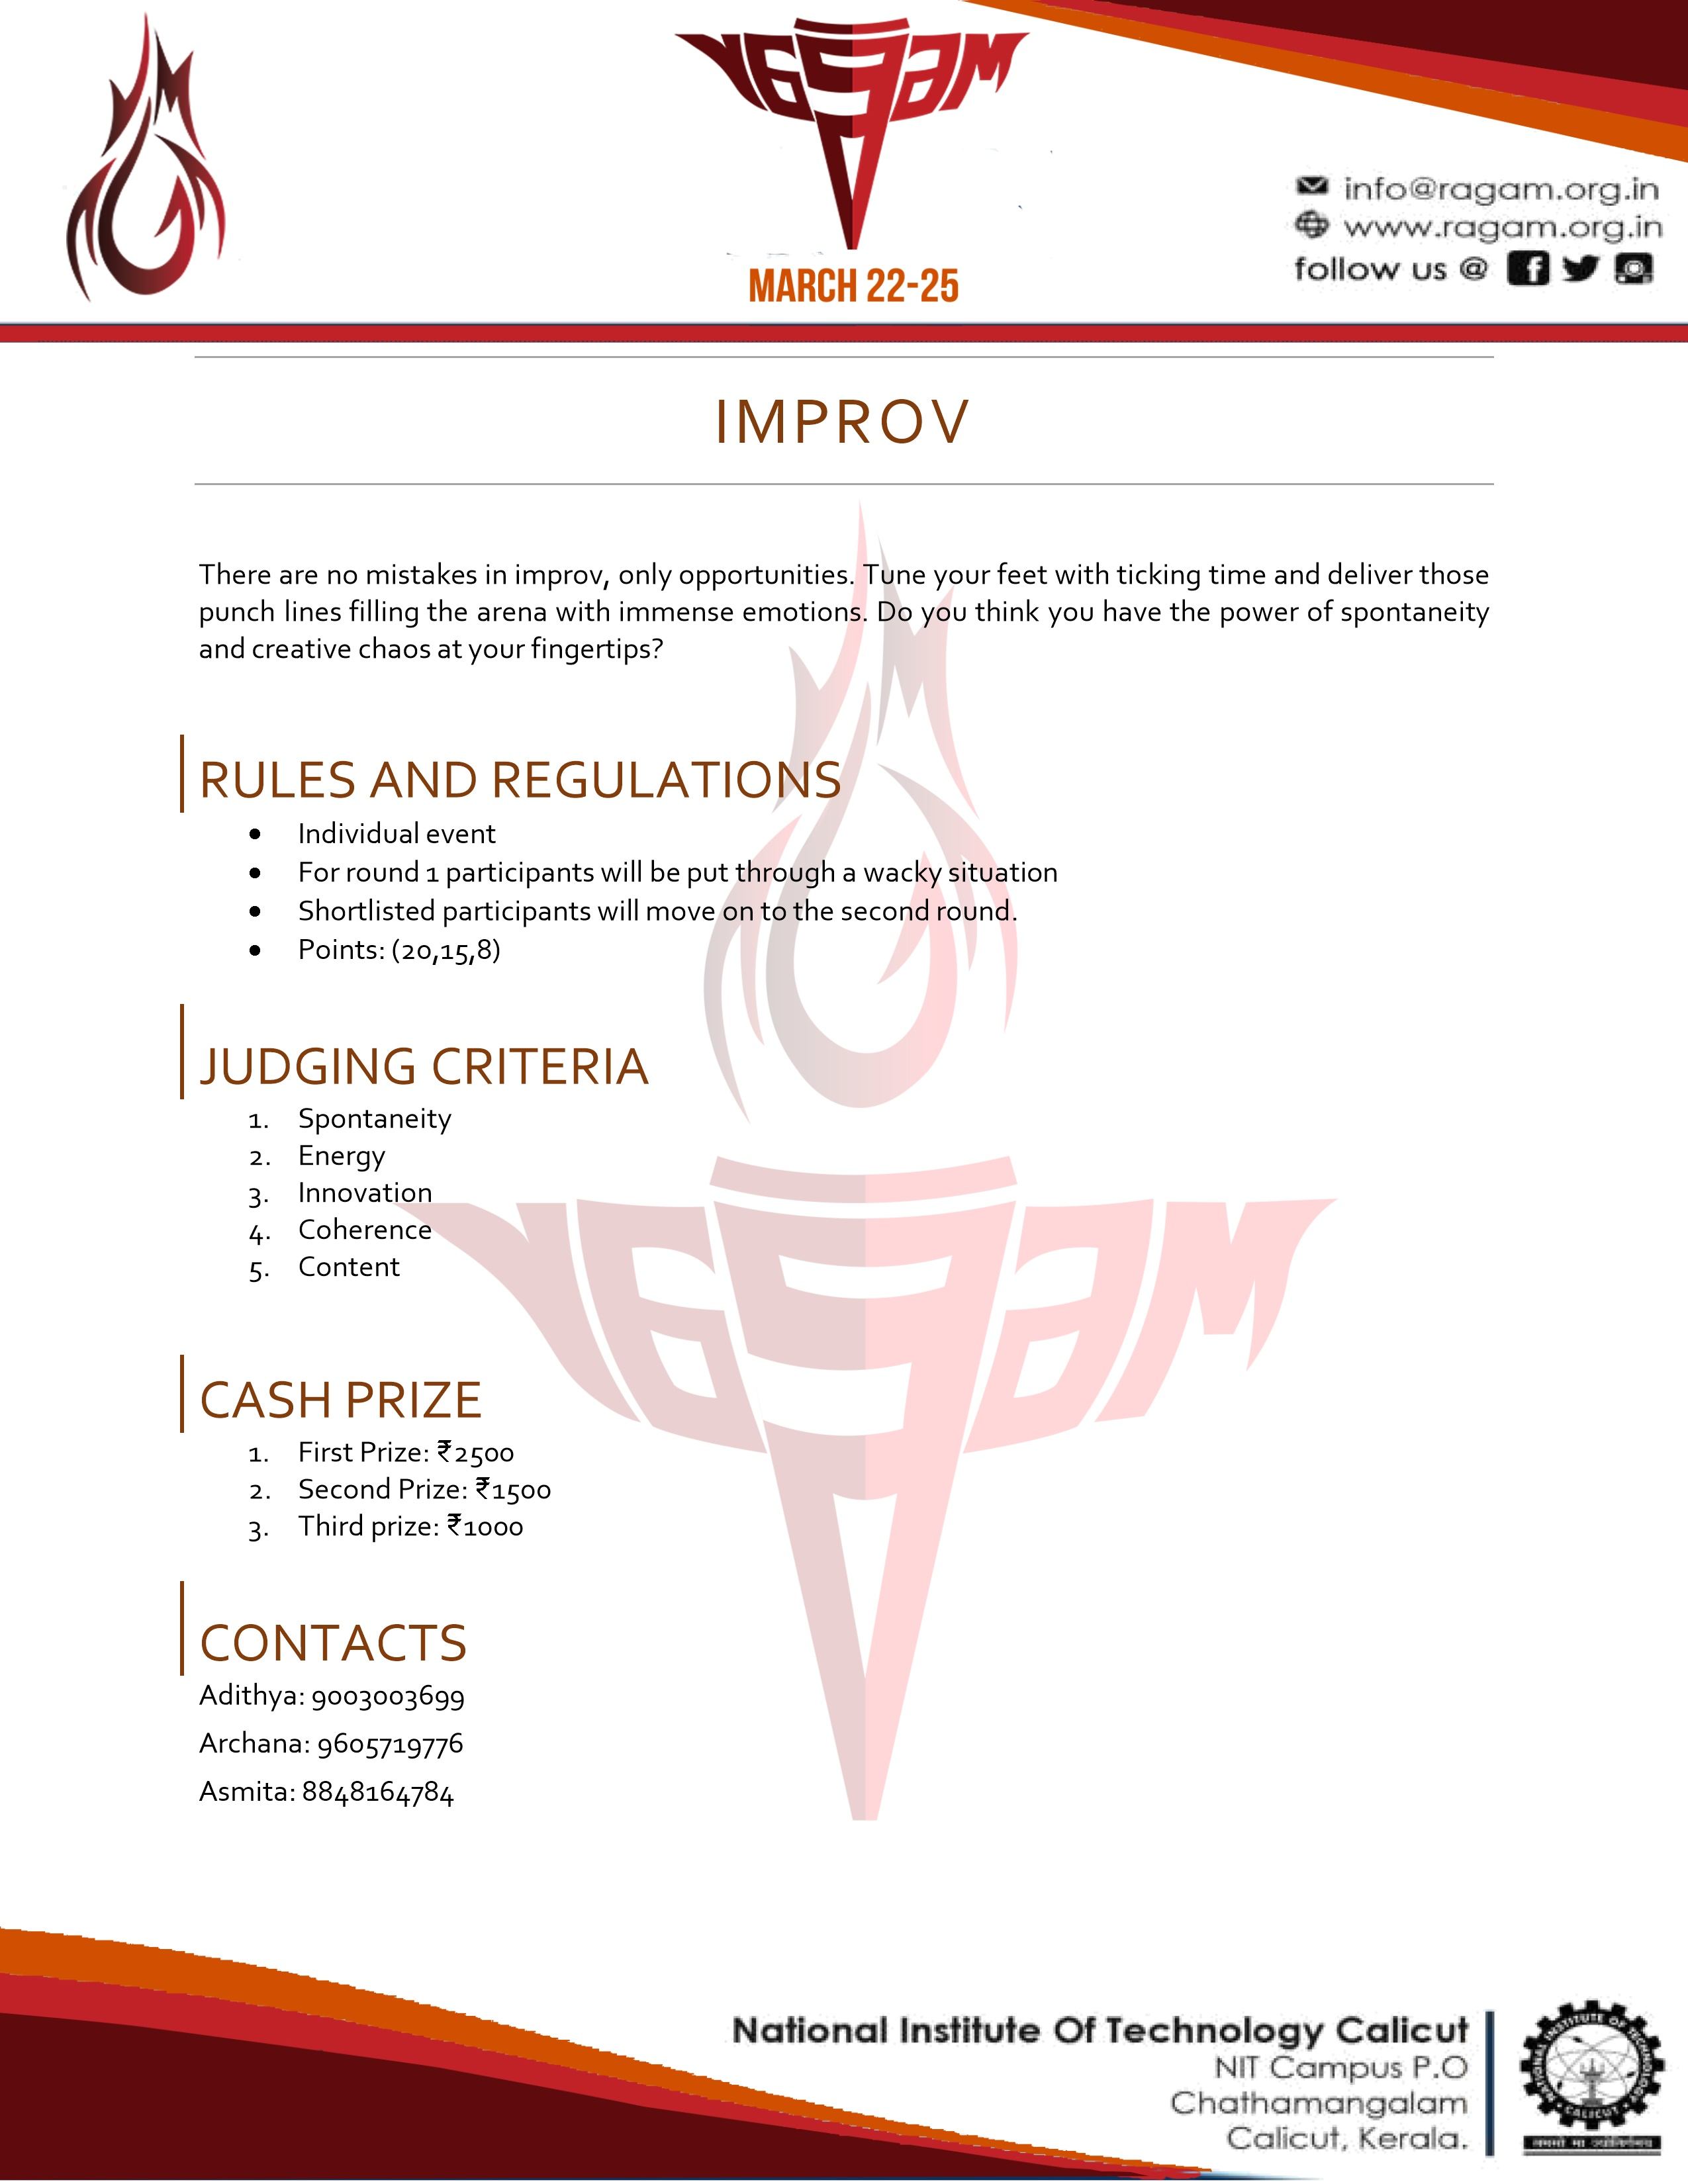 ragam
MARCH 22-25
info@ragam.org.in
www.ragam.org.in
follow us @
IMPROV
There are no mistakes in improv, only opportunities. Tune your feet with ticking time and deliver those
punch lines filling the arena with immense emotions. Do you think you have the power of spontaneity
and creative chaos at your fingertips?
RULES AND REGULATIONS
• Individual event
• For round 1 participants will be put through a wacky situation
• Shortlisted participants will move on to the second round.
• Points: (20,15,8)
JUDGING CRITERIA
1. Spontaneity
2. Energy
3. Innovation
4. Coherence
5. Content
CASH PRIZE
1. First Prize: ₹2500
2. Second Prize: ₹1500
3. Third prize: ₹1000
CONTACTS
Adithya: 9003003699
Archana: 9605719776
Asmita: 8848164784
National Institute Of Technology Calicut
NIT Campus P.O
Chathamangalam
Calicut, Kerala.
NATIONAL INSTITUTE OF TECHNOLOGY
CALICUT